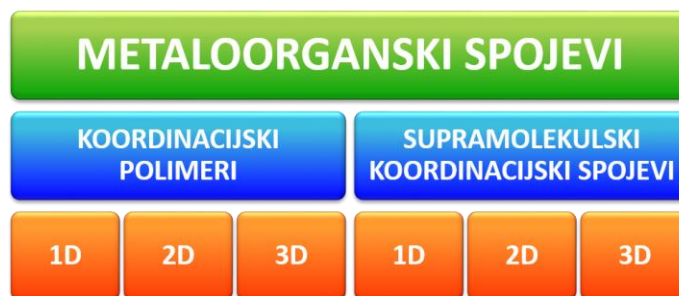 METALOORGANSKI SPOJEVI
KOORDINACIJSKI
POLIMERI
SUPRAMOLEKULSKI
KOORDINACIJSKI SPOJEVI
1D 2D 3D 1D 2D 3D